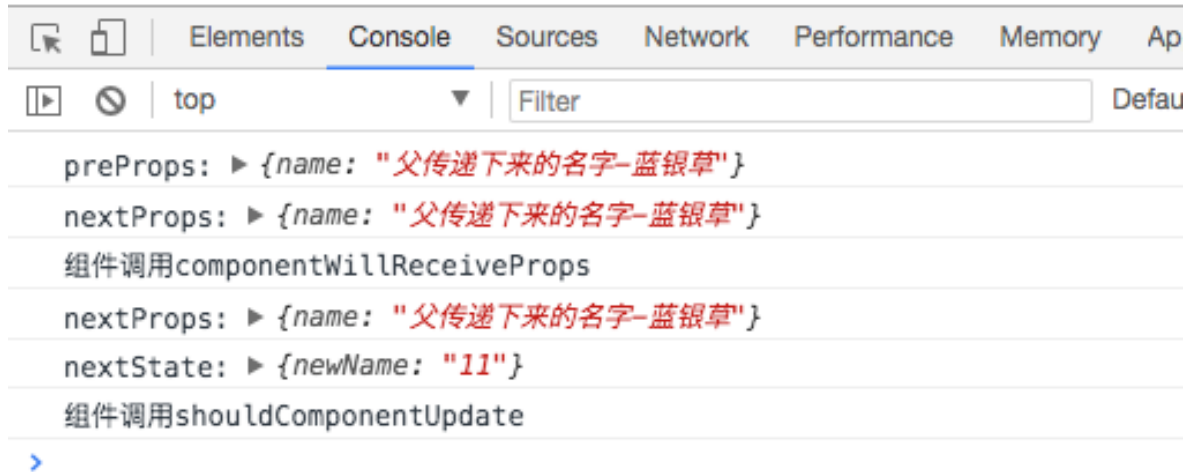 Elements Console Sources Network Performance Memory Ap
top Filter Defau
preProps: ▶ {name: "父传递下来的名字-蓝银草"}
nextProps: ▶ {name: "父传递下来的名字-蓝银草"}
组件调用componentWillReceiveProps
nextProps: ▶ {name: "父传递下来的名字-蓝银草"}
nextState: ▶ {newName: "11"}
组件调用shouldComponentUpdate